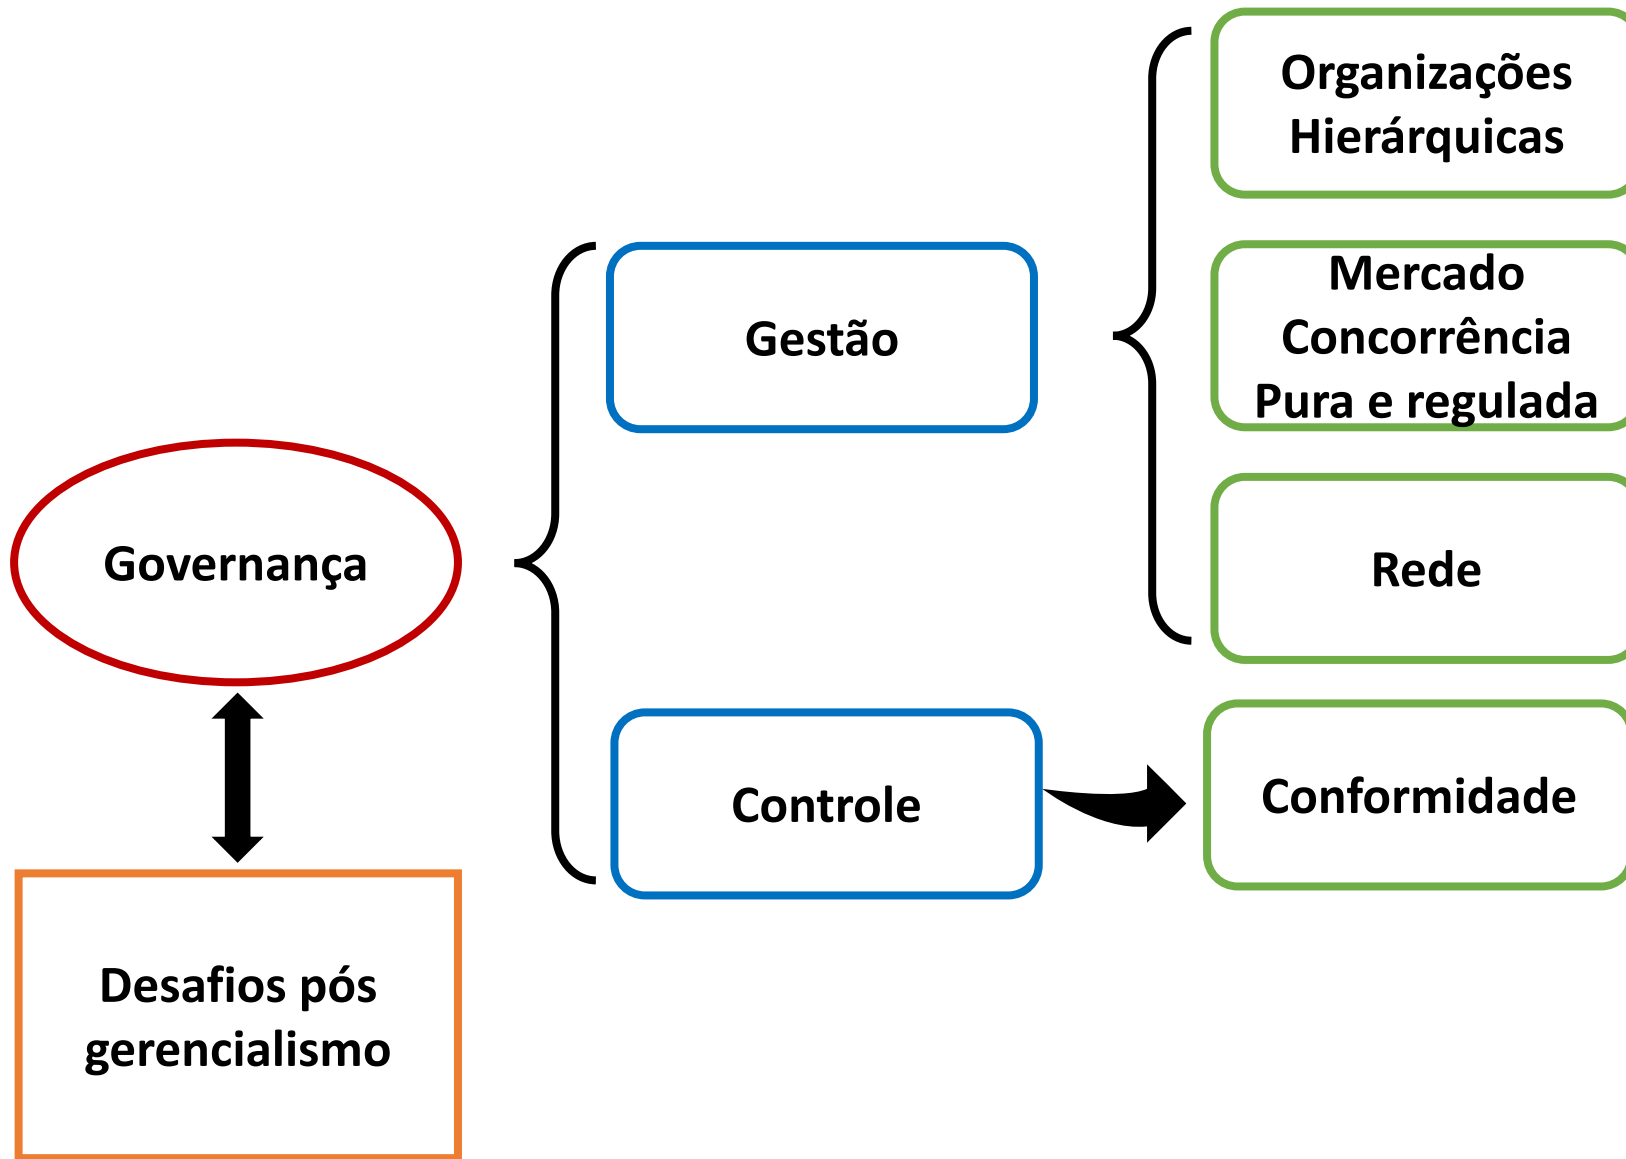 Organizações
Hierárquicas
Mercado
Concorrência
Pura e regulada
Gestão
Rede
Governança
Controle
Conformidade
Desafios pós
gerencialismo